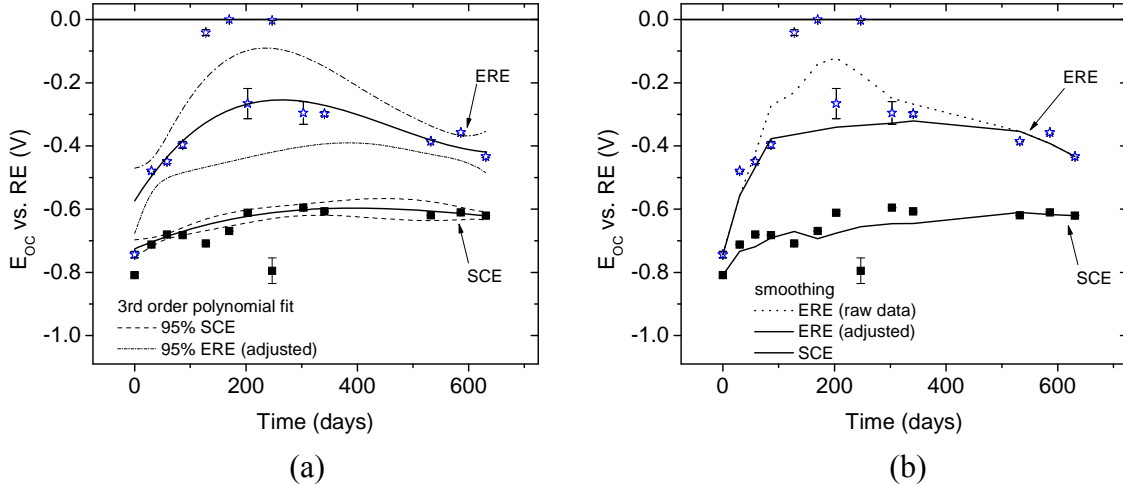 0.0
-0.2
-0.4
-0.6
-0.8
-1.0
E_OC vs. RE (V)
ERE
SCE
3rd order polynomial fit
95% SCE
95% ERE (adjusted)
0 200 400 600
Time (days)
(a)
0.0
-0.2
-0.4
-0.6
-0.8
-1.0
E_OC vs. RE (V)
ERE
SCE
smoothing
ERE (raw data)
ERE (adjusted)
SCE
0 200 400 600
Time (days)
(b)